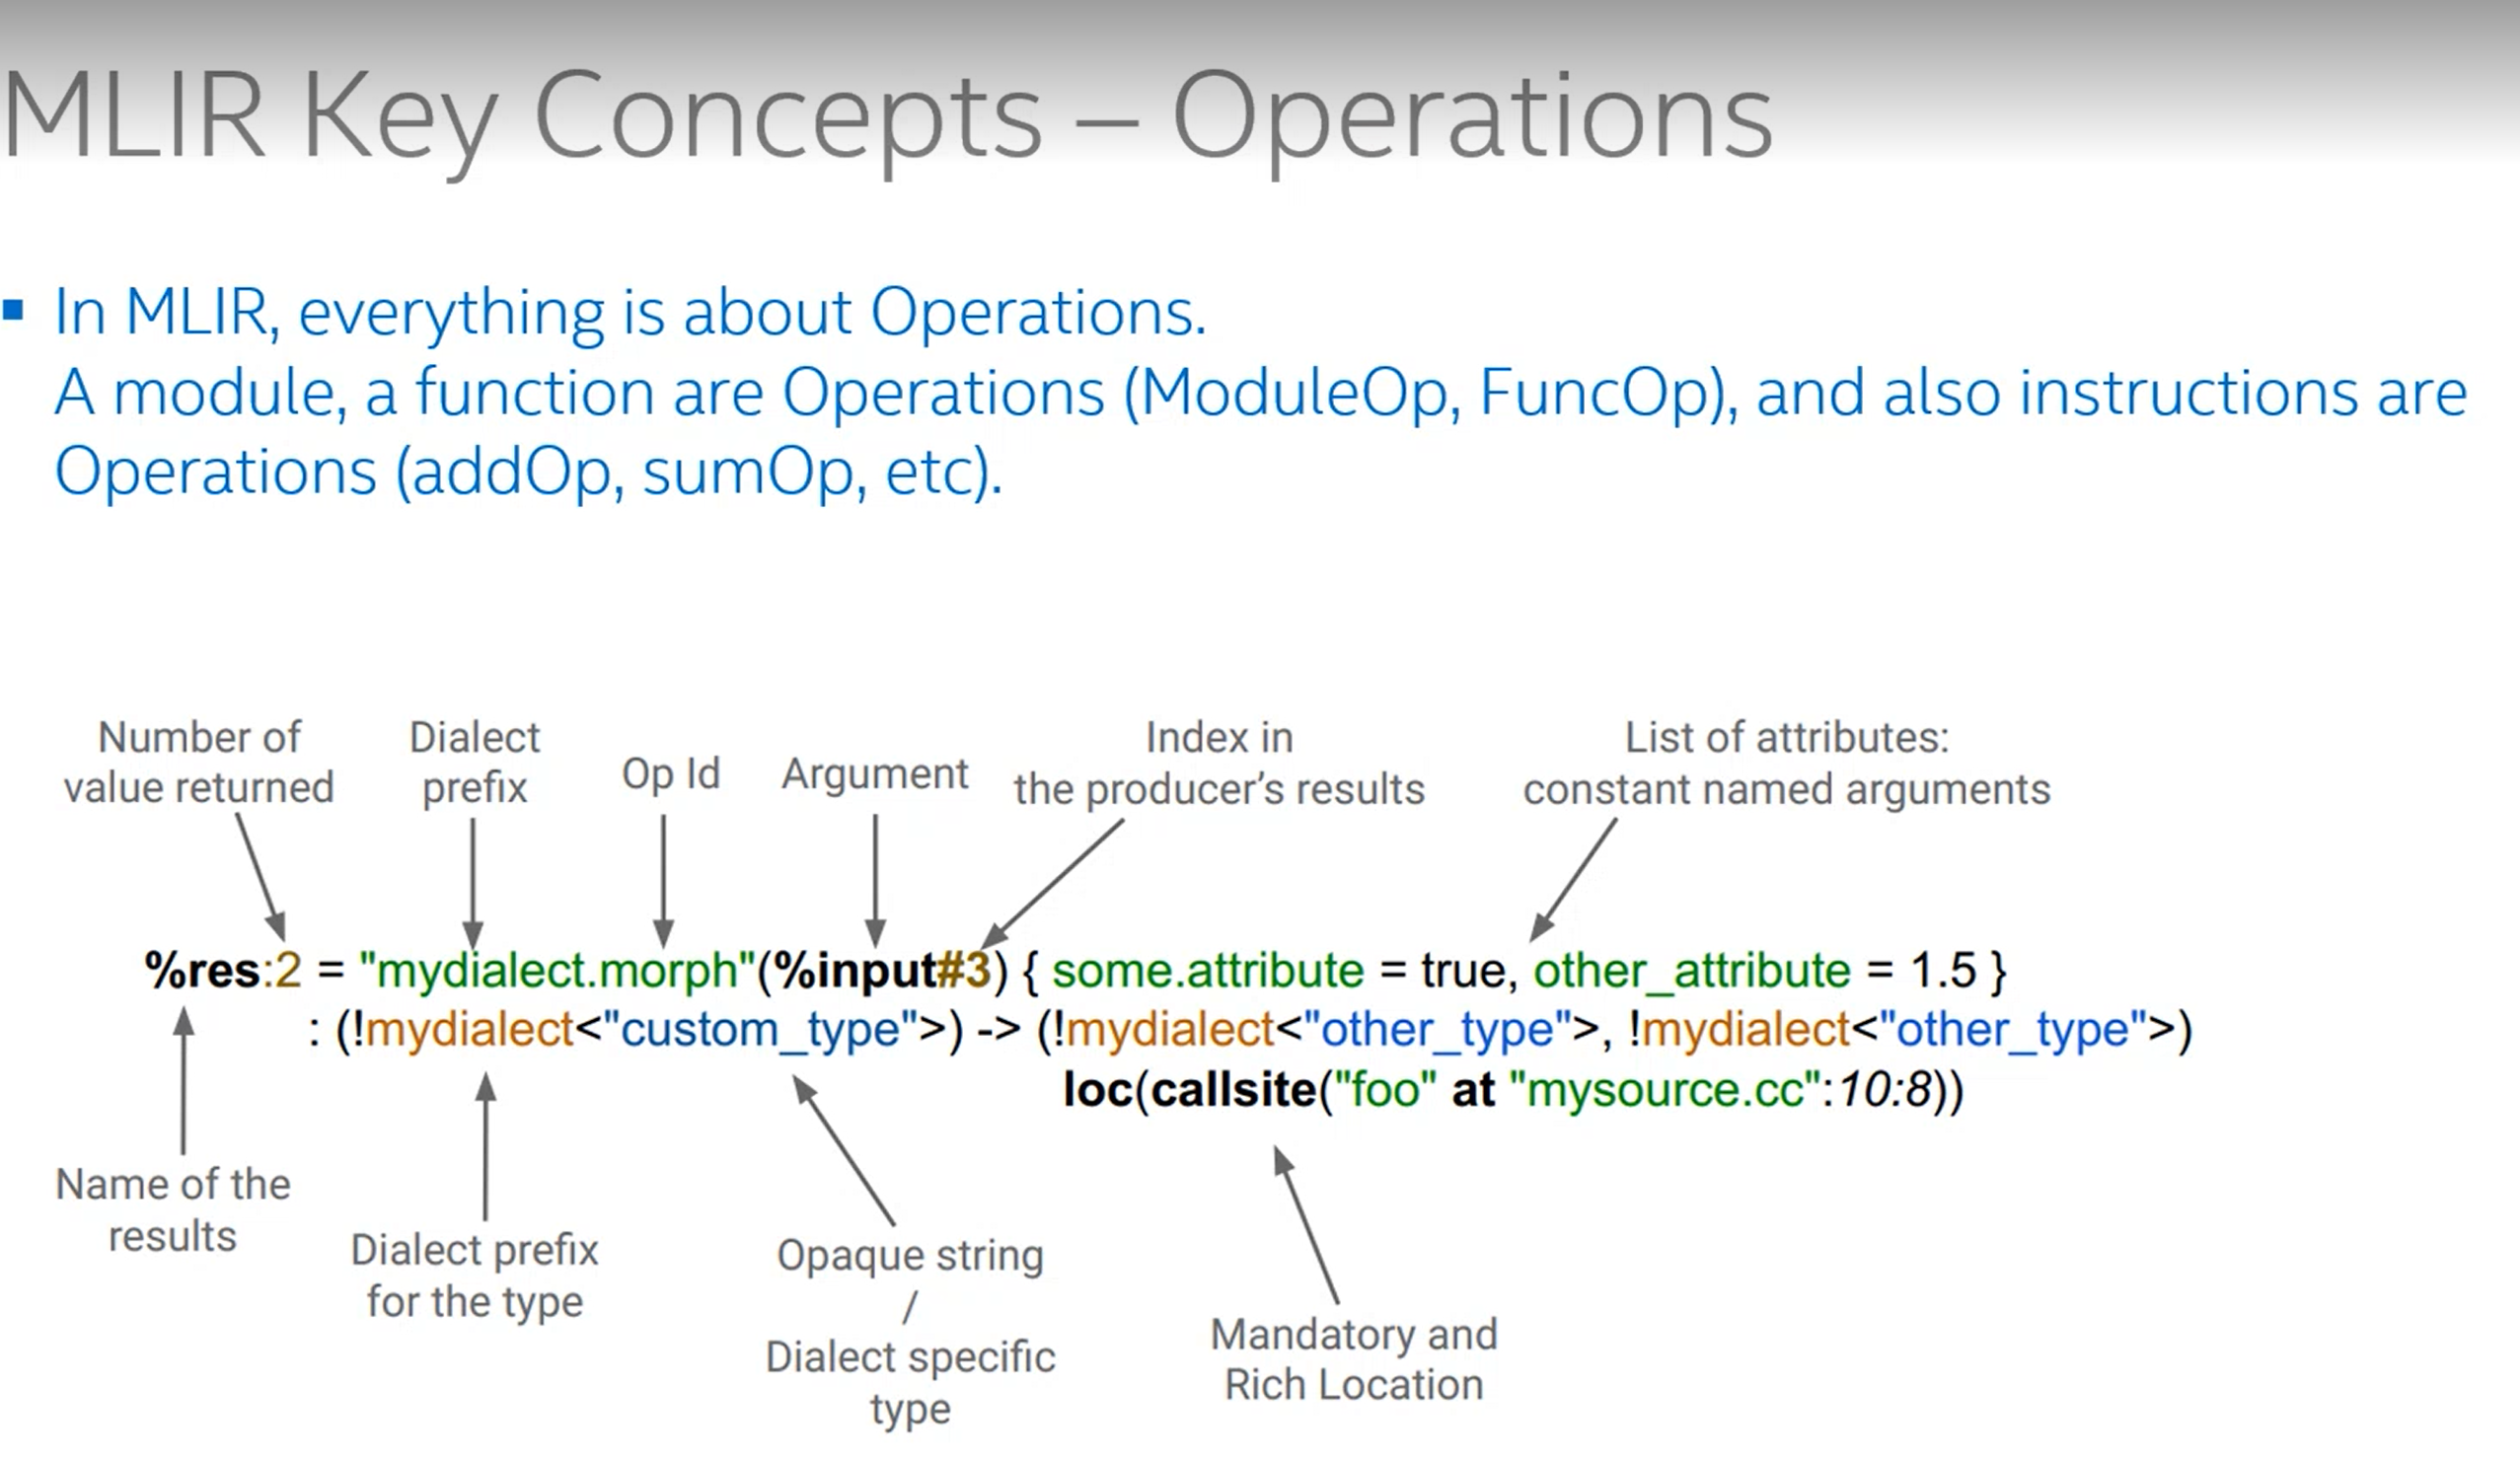 MLIR Key Concepts – Operations
▪ In MLIR, everything is about Operations.
A module, a function are Operations (ModuleOp, FuncOp), and also instructions are
Operations (addOp, sumOp, etc).
Number of
value returned
Dialect
prefix
Op Id
Argument
Index in
the producer’s results
List of attributes:
constant named arguments
%res:2 = "mydialect.morph"(%input#3) { some.attribute = true, other_attribute = 1.5 }
: (!mydialect<"custom_type">) -> (!mydialect<"other_type">, !mydialect<"other_type">)
loc(callsite("foo" at "mysource.cc":10:8))
Name of the
results
Dialect prefix
for the type
Opaque string
/
Dialect specific
type
Mandatory and
Rich Location